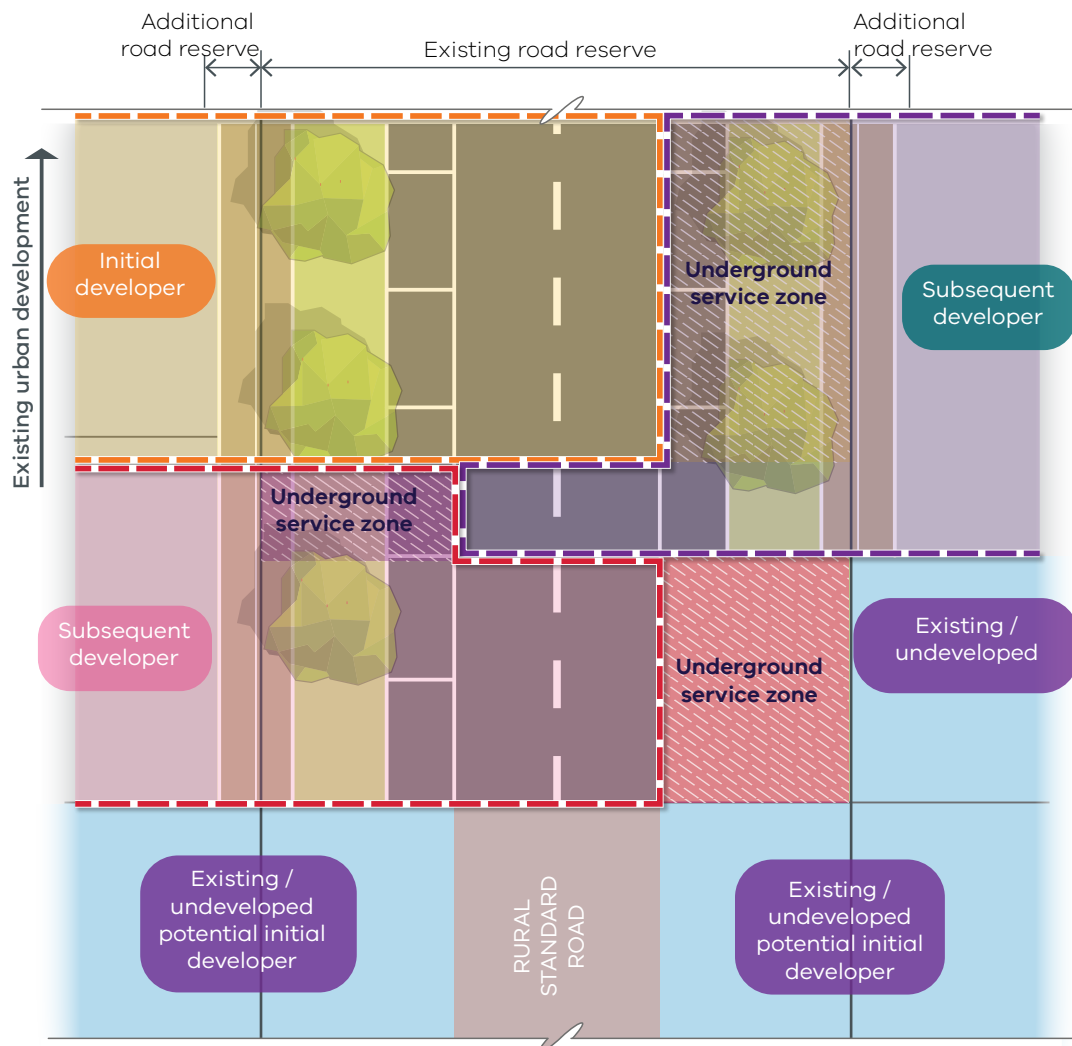 Additional
road reserve
Existing road reserve
Additional
road reserve
Existing urban development
Initial
developer
Underground
service zone
Subsequent
developer
Underground
service zone
Subsequent
developer
Underground
service zone
Existing /
undeveloped
Existing /
undeveloped
potential initial
developer
RURAL
STANDARD
ROAD
Existing /
undeveloped
potential initial
developer